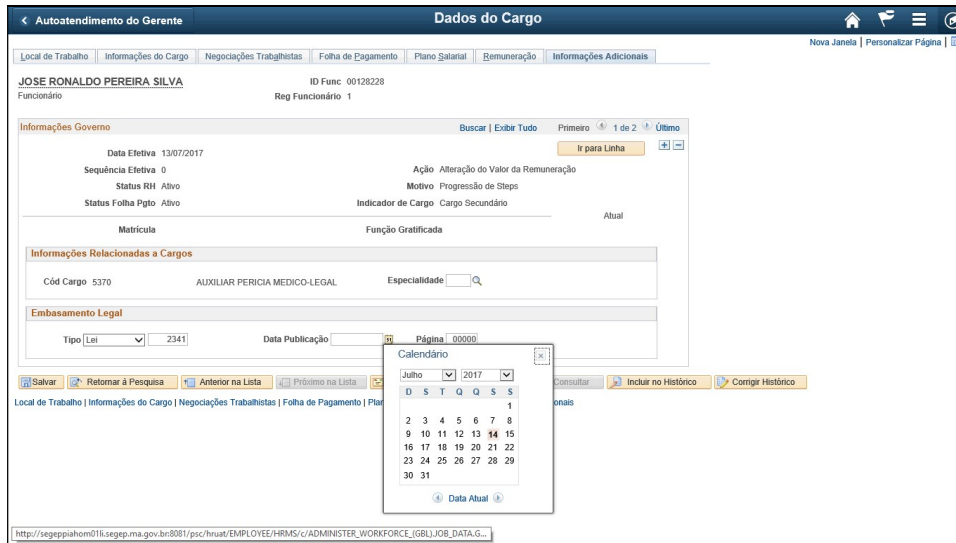 Autoatendimento do Gerente
Dados do Cargo
Nova Janela | Personalizar Página |
Local de Trabalho Informações do Cargo Negociações Trabalhistas Folha de Pagamento Plano Salarial Remuneração Informações Adicionais
JOSE RONALDO PEREIRA SILVA ID Func 00128228
Funcionário Reg Funcionário 1
Informações Governo Buscar | Exibir Tudo Primeiro 1 de 2 Último
Data Efetiva 13/07/2017 Ir para Linha
Sequência Efetiva 0 Ação Alteração do Valor da Remuneração
Status RH Ativo Motivo Progressão de Steps
Status Folha Pgto Ativo Indicador de Cargo Cargo Secundário
Atual
Matrícula Função Gratificada
Informações Relacionadas a Cargos
Cód Cargo 5370 AUXILIAR PERICIA MEDICO-LEGAL Especialidade
Embasamento Legal
Tipo Lei 2341 Data Publicação Página 00000
Calendário
Julho 2017
D S T Q Q S S
1
2 3 4 5 6 7 8
9 10 11 12 13 14 15
16 17 18 19 20 21 22
23 24 25 26 27 28 29
30 31
Data Atual
Salvar Retornar à Pesquisa Anterior na Lista Próximo na Lista Consultar Incluir no Histórico Corrigir Histórico
Local de Trabalho | Informações do Cargo | Negociações Trabalhistas | Folha de Pagamento | Plan onais
http://segeppiahom01li.segep.ma.gov.br:8081/psc/hruat/EMPLOYEE/HRMS/c/ADMINISTER_WORKFORCE_(GBL).JOB_DATA.G...